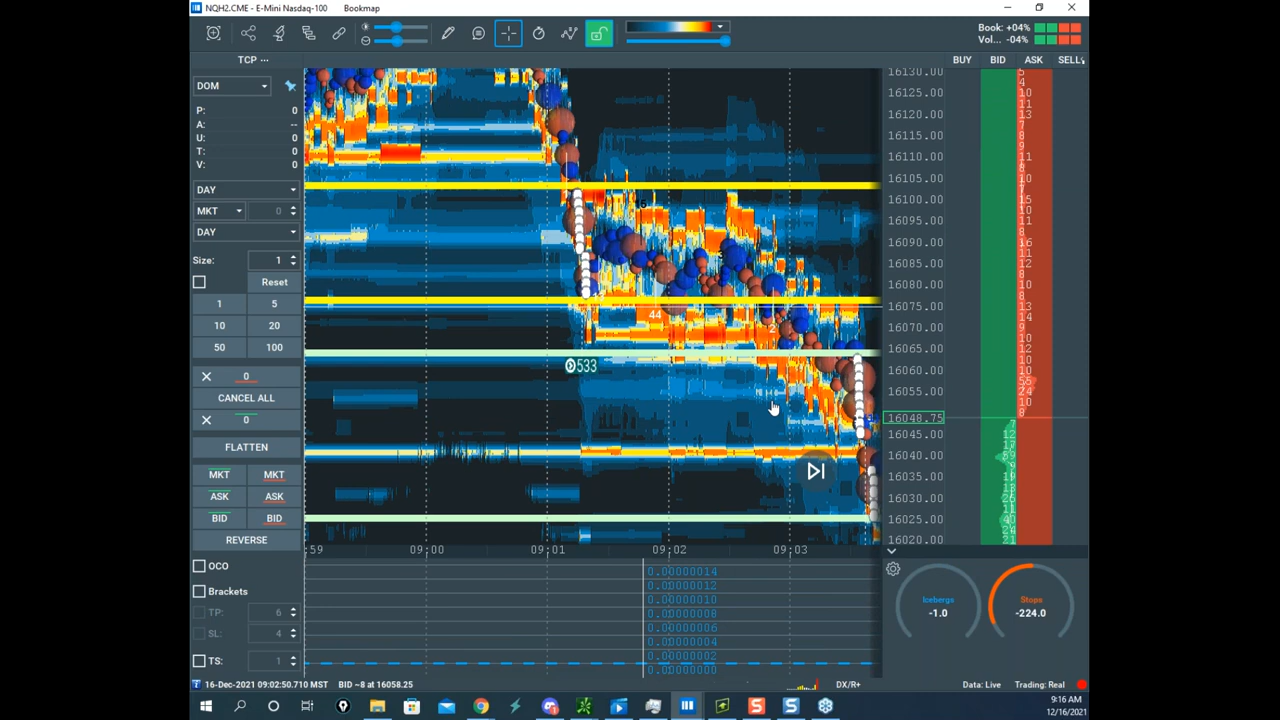 NQH2.CME - E-Mini Nasdaq-100 Bookmap
Book: +04%
Vol... -04%
TCP ...
BUY BID ASK SELL
DOM
P: 0
A: --
U: 0
T: 0
V: 0
DAY
MKT 0
DAY
Size: 1
Reset
1 5
10 20
50 100
0
CANCEL ALL
0
FLATTEN
MKT MKT
ASK ASK
BID BID
REVERSE
OCO
Brackets
TP: 6
SL: 4
TS: 1
44
2
533
16130.00
16125.00
16120.00
16115.00
16110.00
16105.00
16100.00
16095.00
16090.00
16085.00
16080.00
16075.00
16070.00
16065.00
16060.00
16055.00
16048.75
16045.00
16040.00
16035.00
16030.00
16025.00
16020.00
:59 09:00 09:01 09:02 09:03
0.00000014
0.00000012
0.00000010
0.00000008
0.00000006
0.00000004
0.00000002
0.00000000
Icebergs
-1.0
Stops
-224.0
16-Dec-2021 09:02:50.710 MST BID ~8 at 16058.25 DX/R+ Data: Live Trading: Real
9:16 AM
12/16/2021